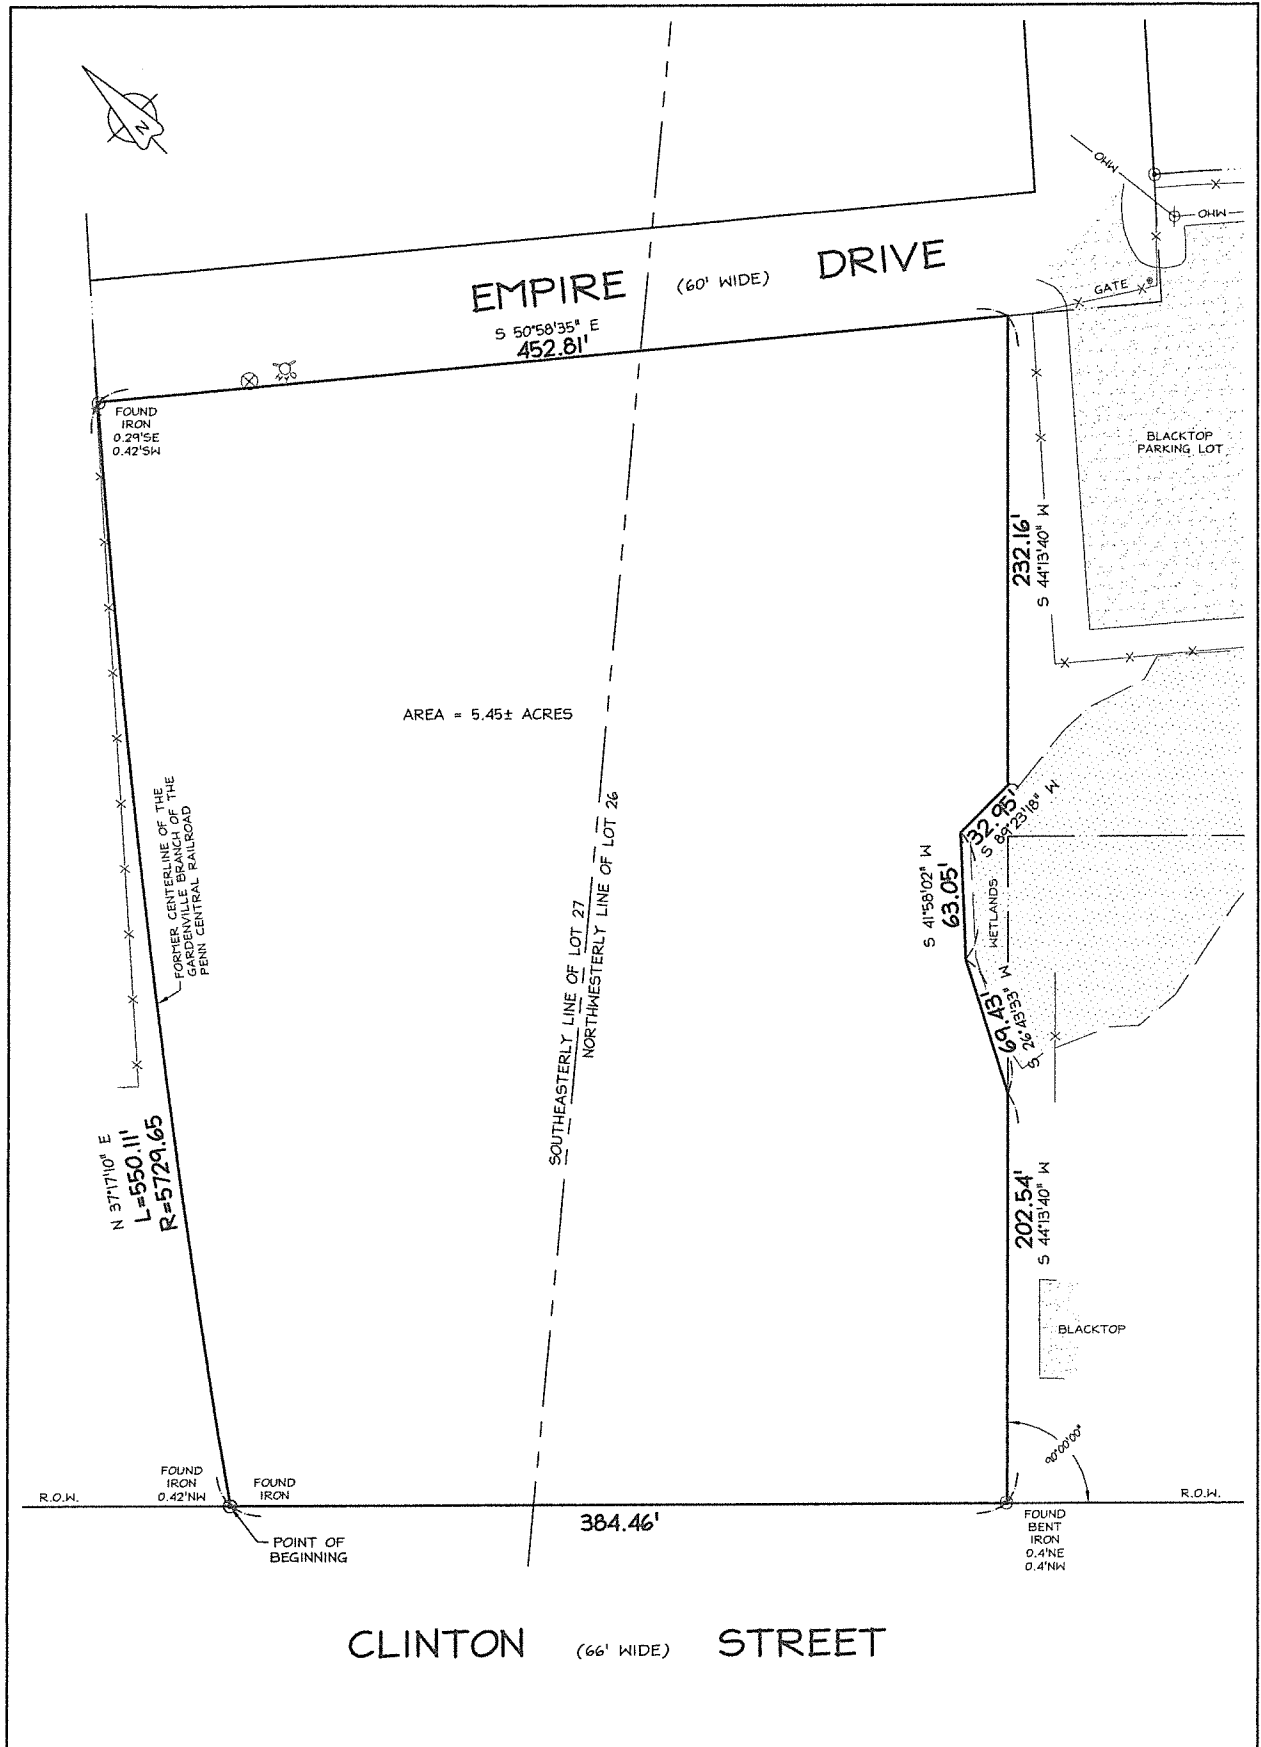 N
OHW
OHW
EMPIRE (60' WIDE) DRIVE
GATE
S 50°58'35" E
452.81'
FOUND
IRON
0.29'SE
0.42'SW
BLACKTOP
PARKING LOT
232.16'
S 44°13'40" W
AREA = 5.45± ACRES
FORMER CENTERLINE OF THE
GARDENVILLE BRANCH OF THE
PENN CENTRAL RAILROAD
32.95'
S 89°23'18" W
S 41°58'02" W
63.05'
WETLANDS
SOUTHEASTERLY LINE OF LOT 27
NORTHWESTERLY LINE OF LOT 26
69.43'
S 26°43'33" W
N 37°17'10" E
L=550.11'
R=5729.65
202.54'
S 44°13'40" W
BLACKTOP
90°00'00"
R.O.W.
FOUND
IRON
0.42'NW
FOUND
IRON
R.O.W.
POINT OF
BEGINNING
384.46'
FOUND
BENT
IRON
0.4'NE
0.4'NW
CLINTON (66' WIDE) STREET